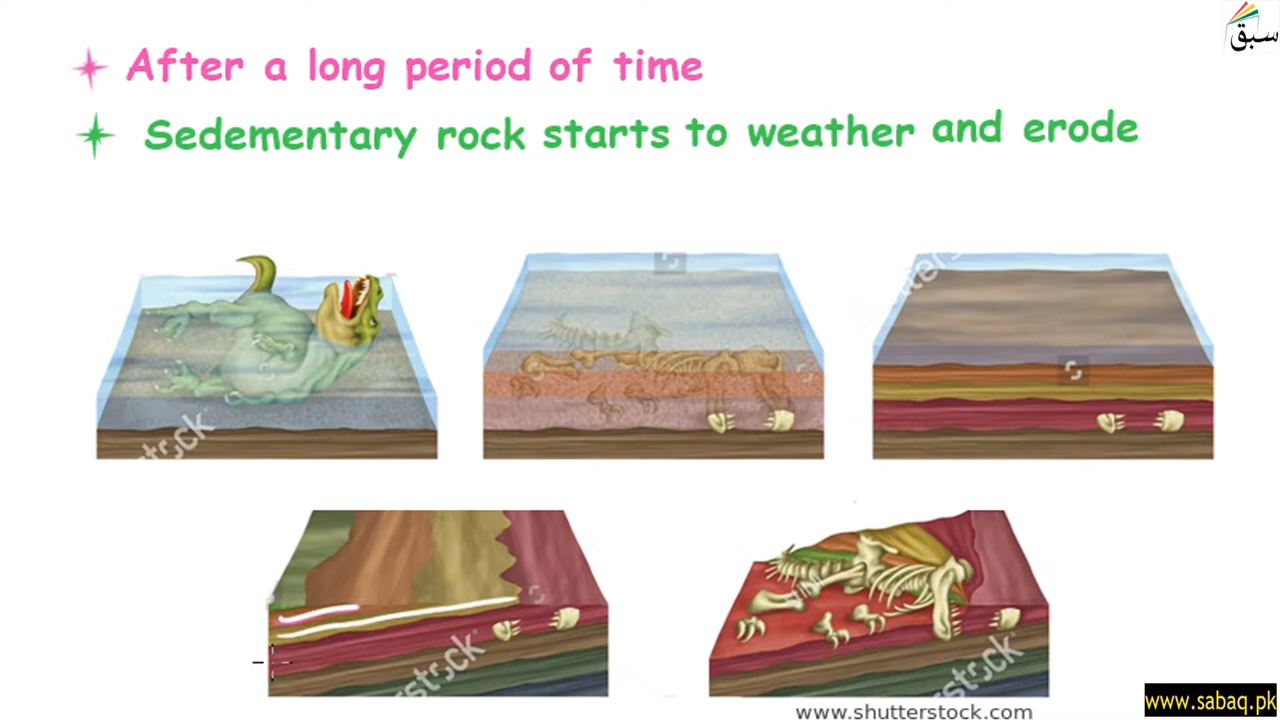 سبق
After a long period of time
Sedementary rock starts to weather and erode
www.shutterstock.com
www.sabaq.pk